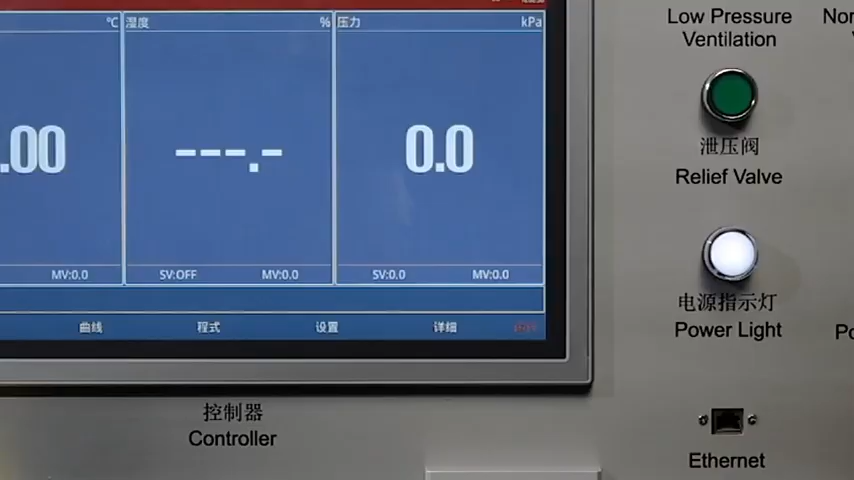 ℃
湿度 %
压力 kPa
.00
---.-
0.0
MV:0.0
SV:OFF MV:0.0
SV:0.0 MV:0.0
曲线 程式 设置 详细
控制器
Controller
Low Pressure
Ventilation
Nor
泄压阀
Relief Valve
电源指示灯
Power Light
Po
Ethernet